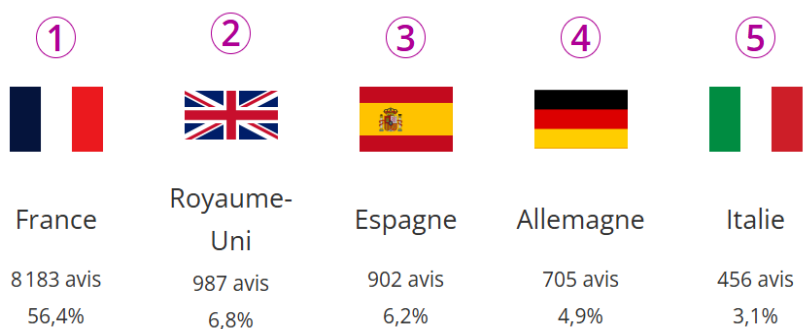 1 2 3 4 5
France Royaume-Uni Espagne Allemagne Italie
8 183 avis 987 avis 902 avis 705 avis 456 avis
56,4% 6,8% 6,2% 4,9% 3,1%